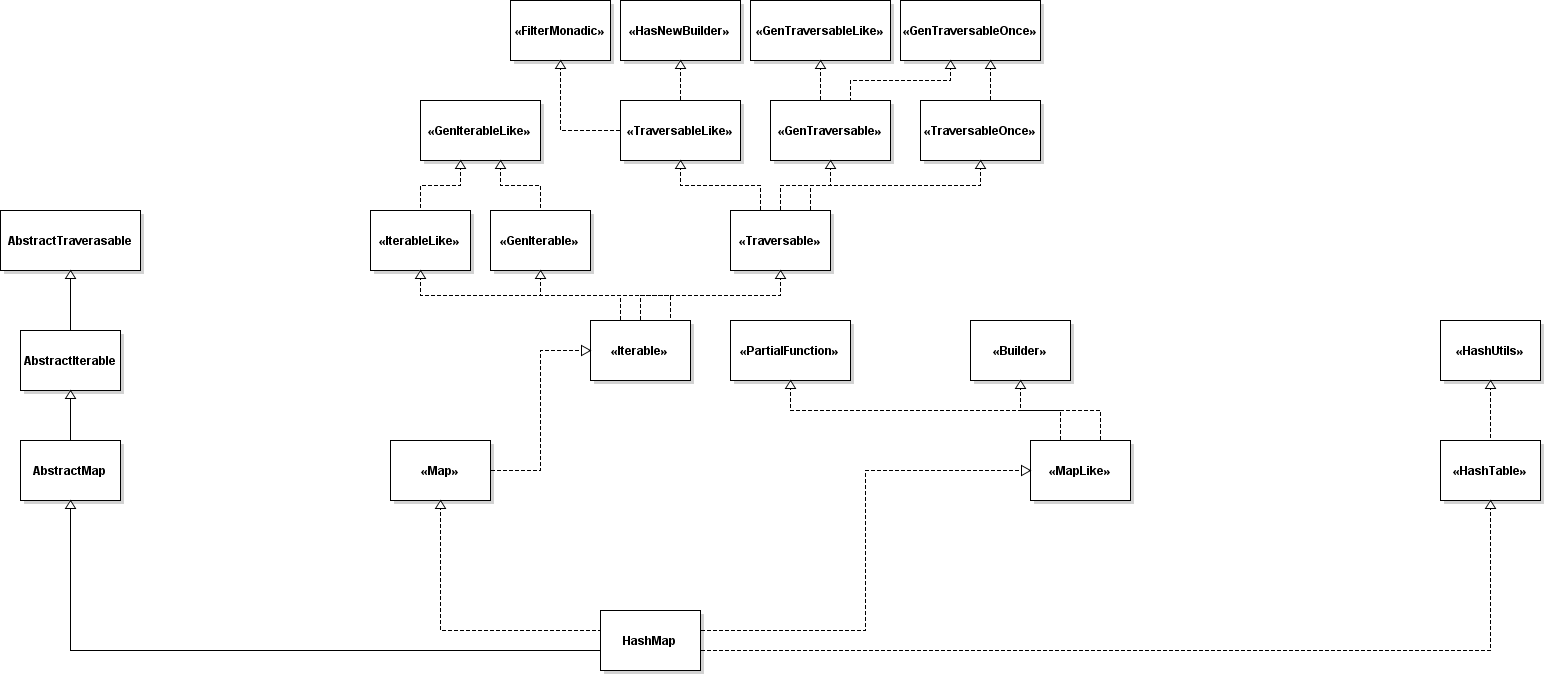 «FilterMonadic»
«HasNewBuilder»
«GenTraversableLike»
«GenTraversableOnce»
«GenIterableLike»
«TraversableLike»
«GenTraversable»
«TraversableOnce»
AbstractTraverasable
«IterableLike»
«GenIterable»
«Traversable»
AbstractIterable
«Iterable»
«PartialFunction»
«Builder»
«HashUtils»
AbstractMap
«Map»
«MapLike»
«HashTable»
HashMap